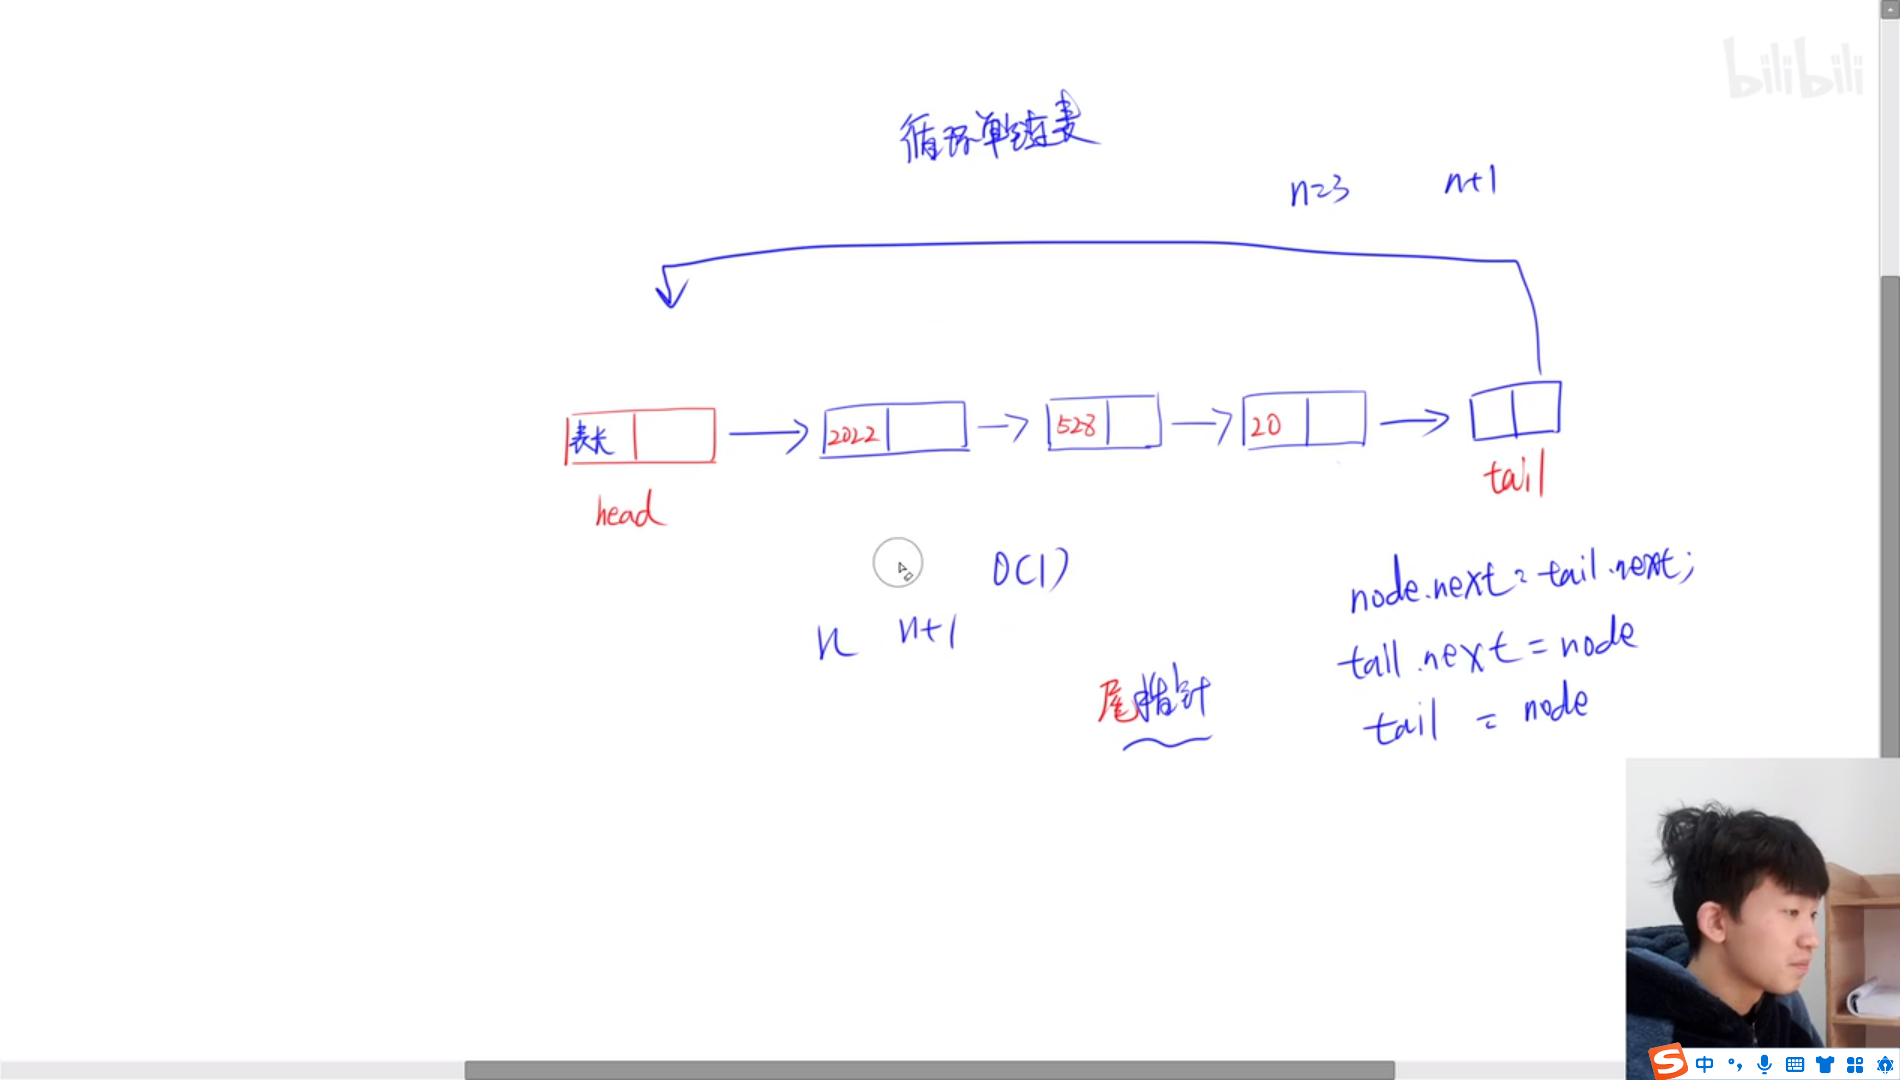 bilibili
循环单链表
n=3 n+1
表长 2022 528 20
head tail
O(1)
n n+1
node.next=tail.next;
tail.next=node
尾指针
tail = node
中